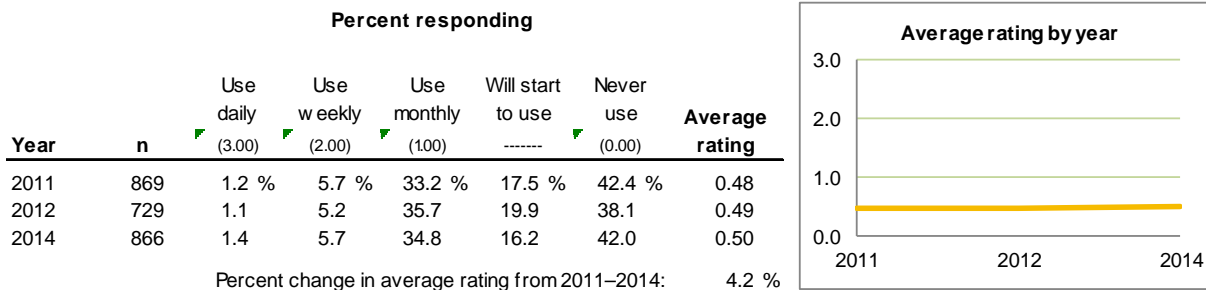 Percent responding
Use Use Use Will start Never
daily weekly monthly to use use Average
Year n (3.00) (2.00) (1.00) ------- (0.00) rating
2011 869 1.2 % 5.7 % 33.2 % 17.5 % 42.4 % 0.48
2012 729 1.1 5.2 35.7 19.9 38.1 0.49
2014 866 1.4 5.7 34.8 16.2 42.0 0.50
Percent change in average rating from 2011–2014: 4.2 %
Average rating by year
3.0
2.0
1.0
0.0
2011 2012 2014